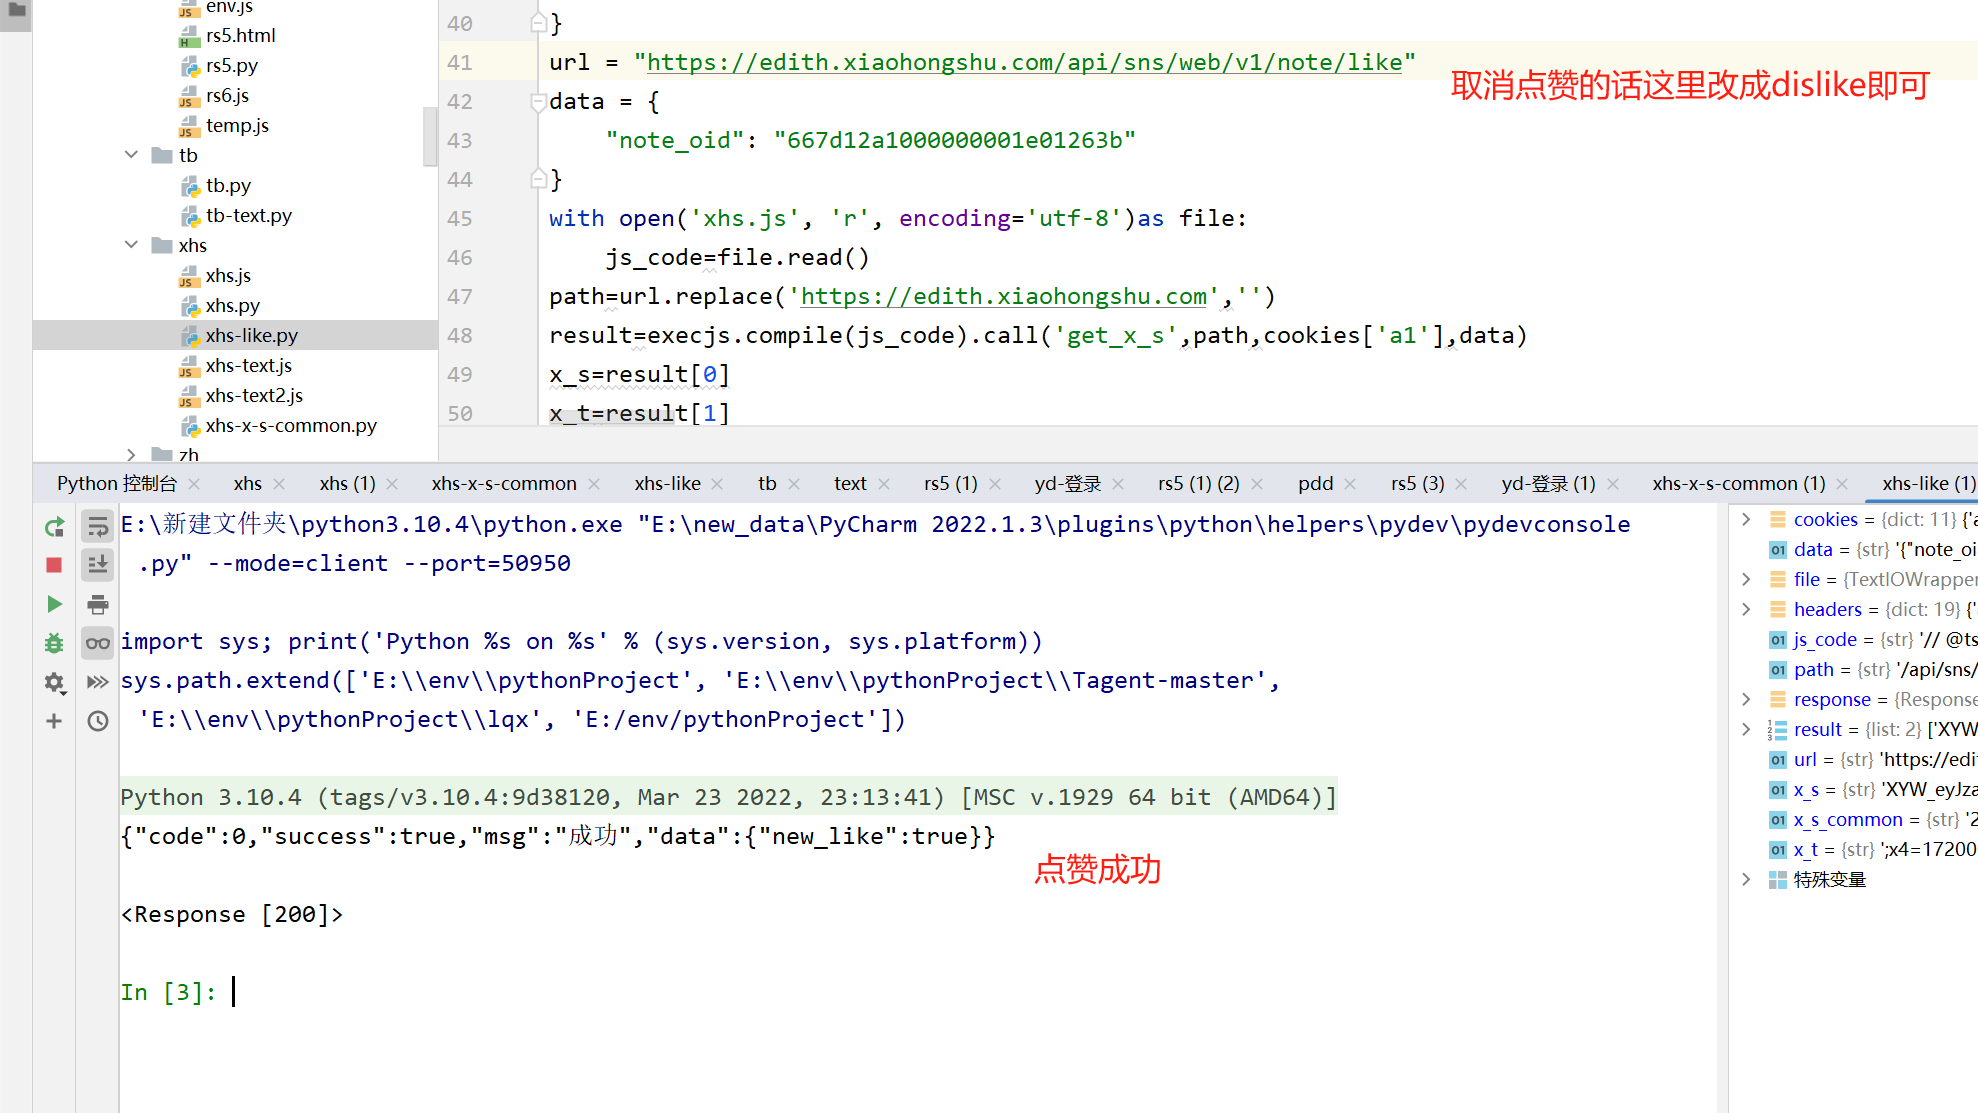 env.js
rs5.html
rs5.py
rs6.js
temp.js
tb
tb.py
tb-text.py
xhs
xhs.js
xhs.py
xhs-like.py
xhs-text.js
xhs-text2.js
xhs-x-s-common.py
zh
40 }
41 url = "https://edith.xiaohongshu.com/api/sns/web/v1/note/like"
取消点赞的话这里改成dislike即可
42 data = {
43 "note_oid": "667d12a1000000001e01263b"
44 }
45 with open('xhs.js', 'r', encoding='utf-8')as file:
46 js_code=file.read()
47 path=url.replace('https://edith.xiaohongshu.com','')
48 result=execjs.compile(js_code).call('get_x_s',path,cookies['a1'],data)
49 x_s=result[0]
50 x_t=result[1]
Python 控制台 xhs xhs (1) xhs-x-s-common xhs-like tb text rs5 (1) yd-登录 rs5 (1) (2) pdd rs5 (3) yd-登录 (1) xhs-x-s-common (1) xhs-like (1)
E:\新建文件夹\python3.10.4\python.exe "E:\new_data\PyCharm 2022.1.3\plugins\python\helpers\pydev\pydevconsole
.py" --mode=client --port=50950
import sys; print('Python %s on %s' % (sys.version, sys.platform))
sys.path.extend(['E:\\env\\pythonProject', 'E:\\env\\pythonProject\\Tagent-master',
'E:\\env\\pythonProject\\lqx', 'E:/env/pythonProject'])
Python 3.10.4 (tags/v3.10.4:9d38120, Mar 23 2022, 23:13:41) [MSC v.1929 64 bit (AMD64)]
{"code":0,"success":true,"msg":"成功","data":{"new_like":true}}
点赞成功
<Response [200]>
In [3]:
cookies = {dict: 11} {'a
data = {str} '{"note_oi
file = {TextIOWrapper
headers = {dict: 19} {'
js_code = {str} '// @ts
path = {str} '/api/sns/
response = {Response
result = {list: 2} ['XYW
url = {str} 'https://edi
x_s = {str} 'XYW_eyJza
x_s_common = {str} '2
x_t = {str} ';x4=17200
特殊变量